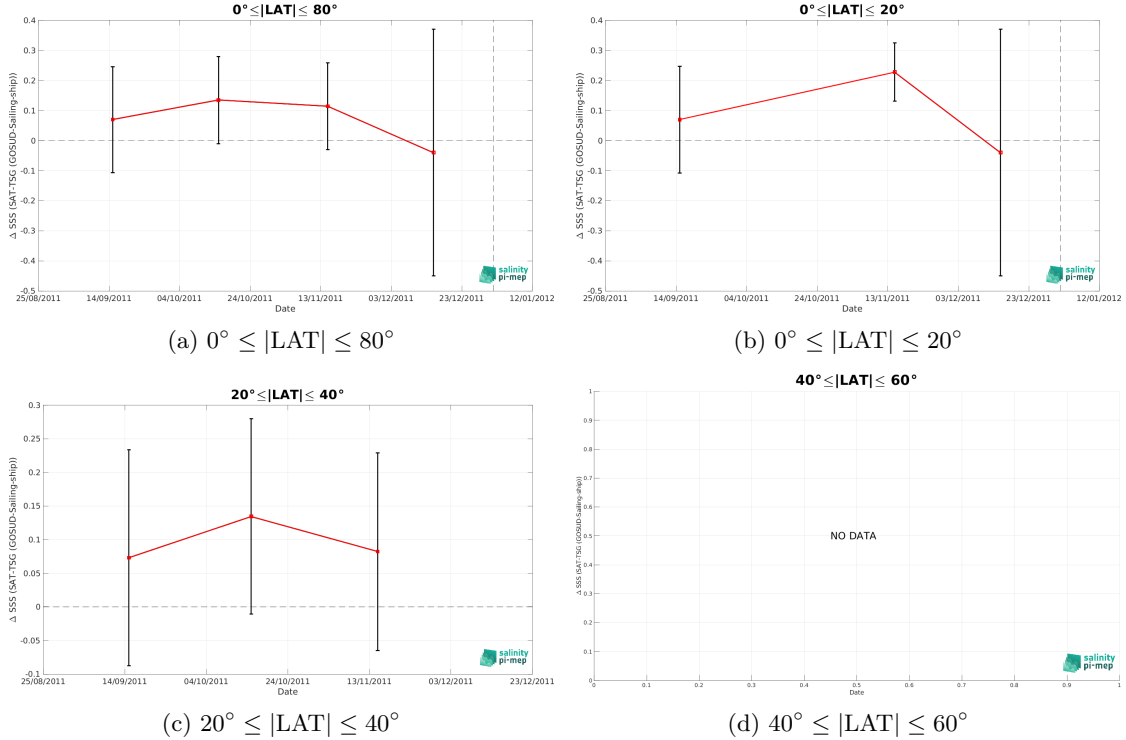 0°≤|LAT|≤ 80°
Δ SSS (SAT-TSG (GOSUD-Sailing-ship))
0.4
0.3
0.2
0.1
0
-0.1
-0.2
-0.3
-0.4
-0.5
25/08/2011 14/09/2011 04/10/2011 24/10/2011 13/11/2011 03/12/2011 23/12/2011 12/01/2012
Date
salinity
pi-mep
(a) 0° ≤ |LAT| ≤ 80°
0°≤|LAT|≤ 20°
Δ SSS (SAT-TSG (GOSUD-Sailing-ship))
0.4
0.3
0.2
0.1
0
-0.1
-0.2
-0.3
-0.4
-0.5
25/08/2011 14/09/2011 04/10/2011 24/10/2011 13/11/2011 03/12/2011 23/12/2011 12/01/2012
Date
salinity
pi-mep
(b) 0° ≤ |LAT| ≤ 20°
20°≤|LAT|≤ 40°
Δ SSS (SAT-TSG (GOSUD-Sailing-ship))
0.3
0.25
0.2
0.15
0.1
0.05
0
-0.05
-0.1
25/08/2011 14/09/2011 04/10/2011 24/10/2011 13/11/2011 03/12/2011 23/12/2011
Date
salinity
pi-mep
(c) 20° ≤ |LAT| ≤ 40°
40°≤|LAT|≤ 60°
Δ SSS (SAT-TSG (GOSUD-Sailing-ship))
1
0.9
0.8
0.7
0.6
0.5
0.4
0.3
0.2
0.1
0
NO DATA
0 0.1 0.2 0.3 0.4 0.5 0.6 0.7 0.8 0.9 1
Date
salinity
pi-mep
(d) 40° ≤ |LAT| ≤ 60°